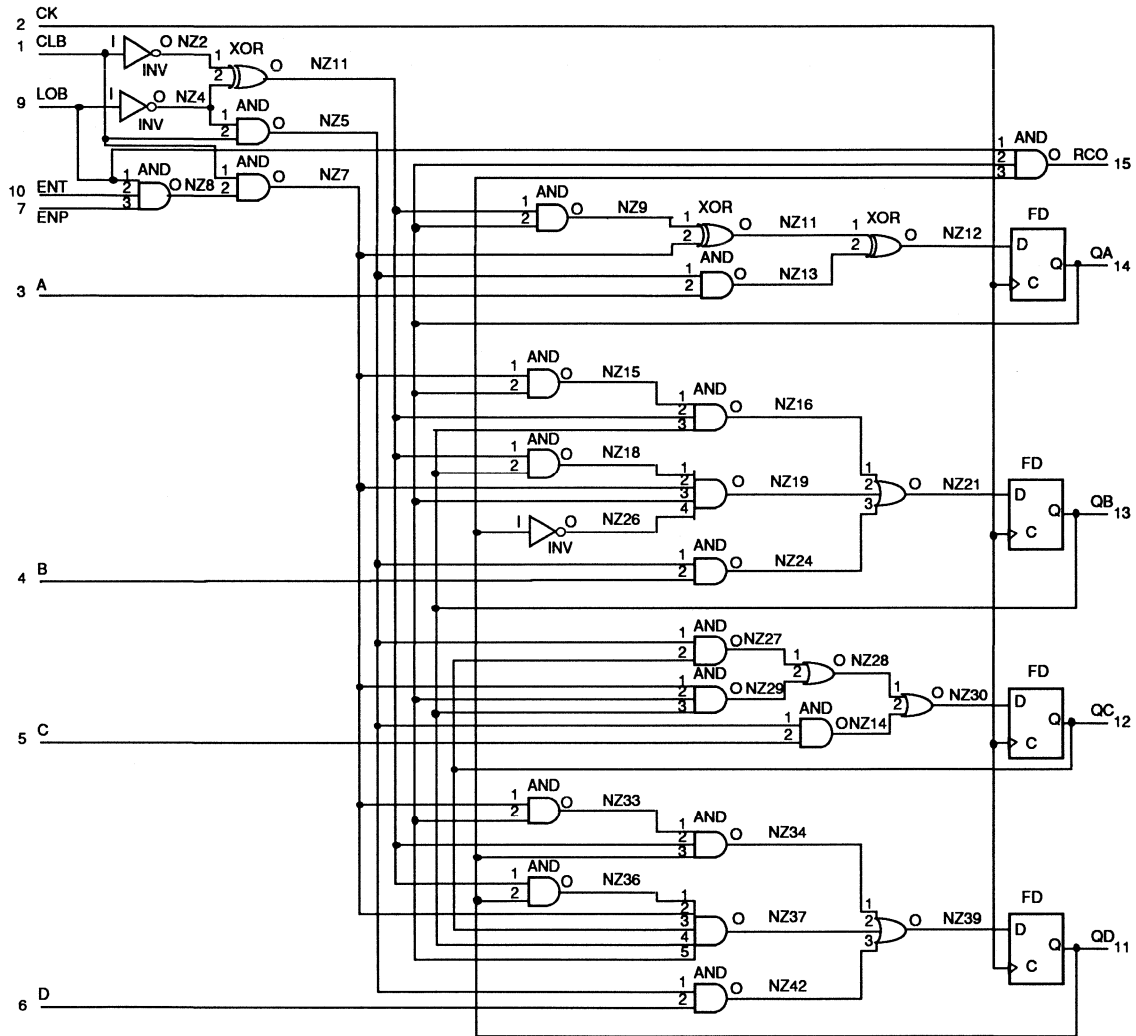 2 CK
1 CLB I O NZ2 1 XOR O NZ11
INV 2
9 LOB I O NZ4 AND
INV 1 O NZ5
2
AND AND AND
1 O NZ8 1 O NZ7 1 O RCO 15
10 ENT 2 2 2
7 ENP 3 3
AND
1 O NZ9 1 XOR O NZ11 1 XOR O NZ12 FD
2 2 2 D
AND Q QA 14
1 O NZ13 C
3 A 2
AND
1 O NZ15 AND
2 1 O NZ16
2
3
AND
1 O NZ18 1 1 FD
2 2 O NZ19 2 O NZ21 D
3 3 Q QB 13
I O NZ26 4 C
INV AND
1 O NZ24
4 B 2
AND
1 O NZ27 1 O NZ28 FD
2 2 1 O NZ30 D
AND 2 Q QC 12
1 O NZ29 AND C
2 1 O NZ14
3 2
5 C
AND
1 O NZ33 AND
2 1 O NZ34
2
3
AND
1 O NZ36 1 1 FD
2 2 2 O NZ39 D
3 O NZ37 3 Q QD 11
4 C
5
AND
1 O NZ42
6 D 2